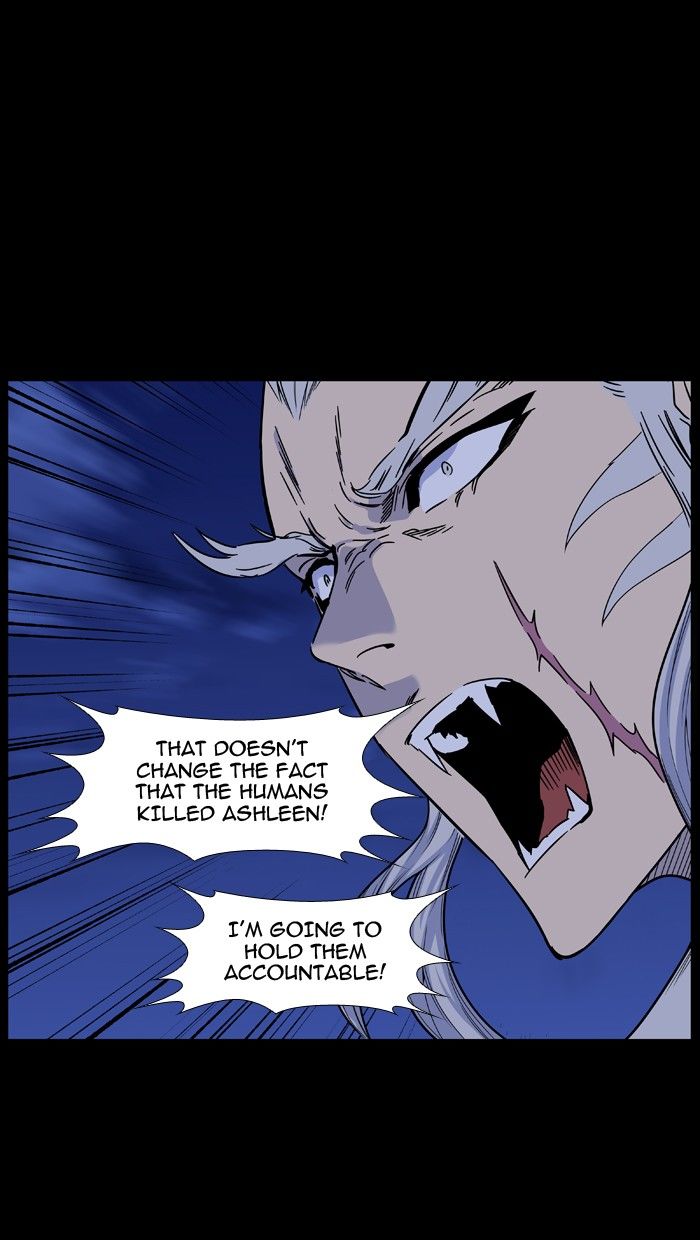 THAT DOESN'T
CHANGE THE FACT
THAT THE HUMANS
KILLED ASHLEEN!
I'M GOING TO
HOLD THEM
ACCOUNTABLE!